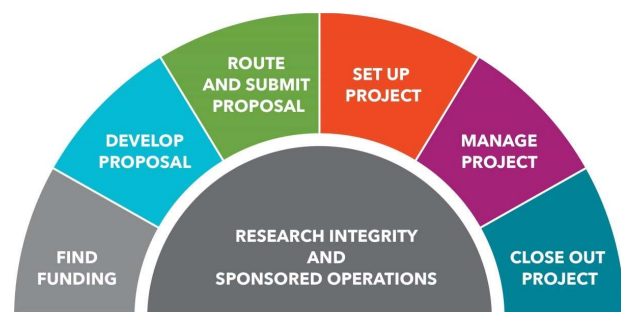 FIND
FUNDING
DEVELOP
PROPOSAL
ROUTE
AND SUBMIT
PROPOSAL
SET UP
PROJECT
MANAGE
PROJECT
CLOSE OUT
PROJECT
RESEARCH INTEGRITY
AND
SPONSORED OPERATIONS